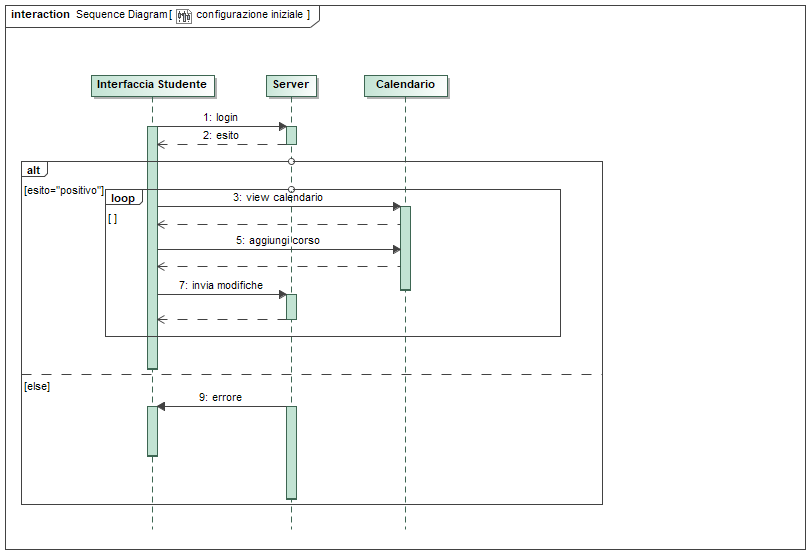 interaction Sequence Diagram [ configurazione iniziale ]
Interfaccia Studente
Server
Calendario
1: login
2: esito
alt
[esito="positivo"]
loop
3: view calendario
[ ]
5: aggiungi corso
7: invia modifiche
[else]
9: errore